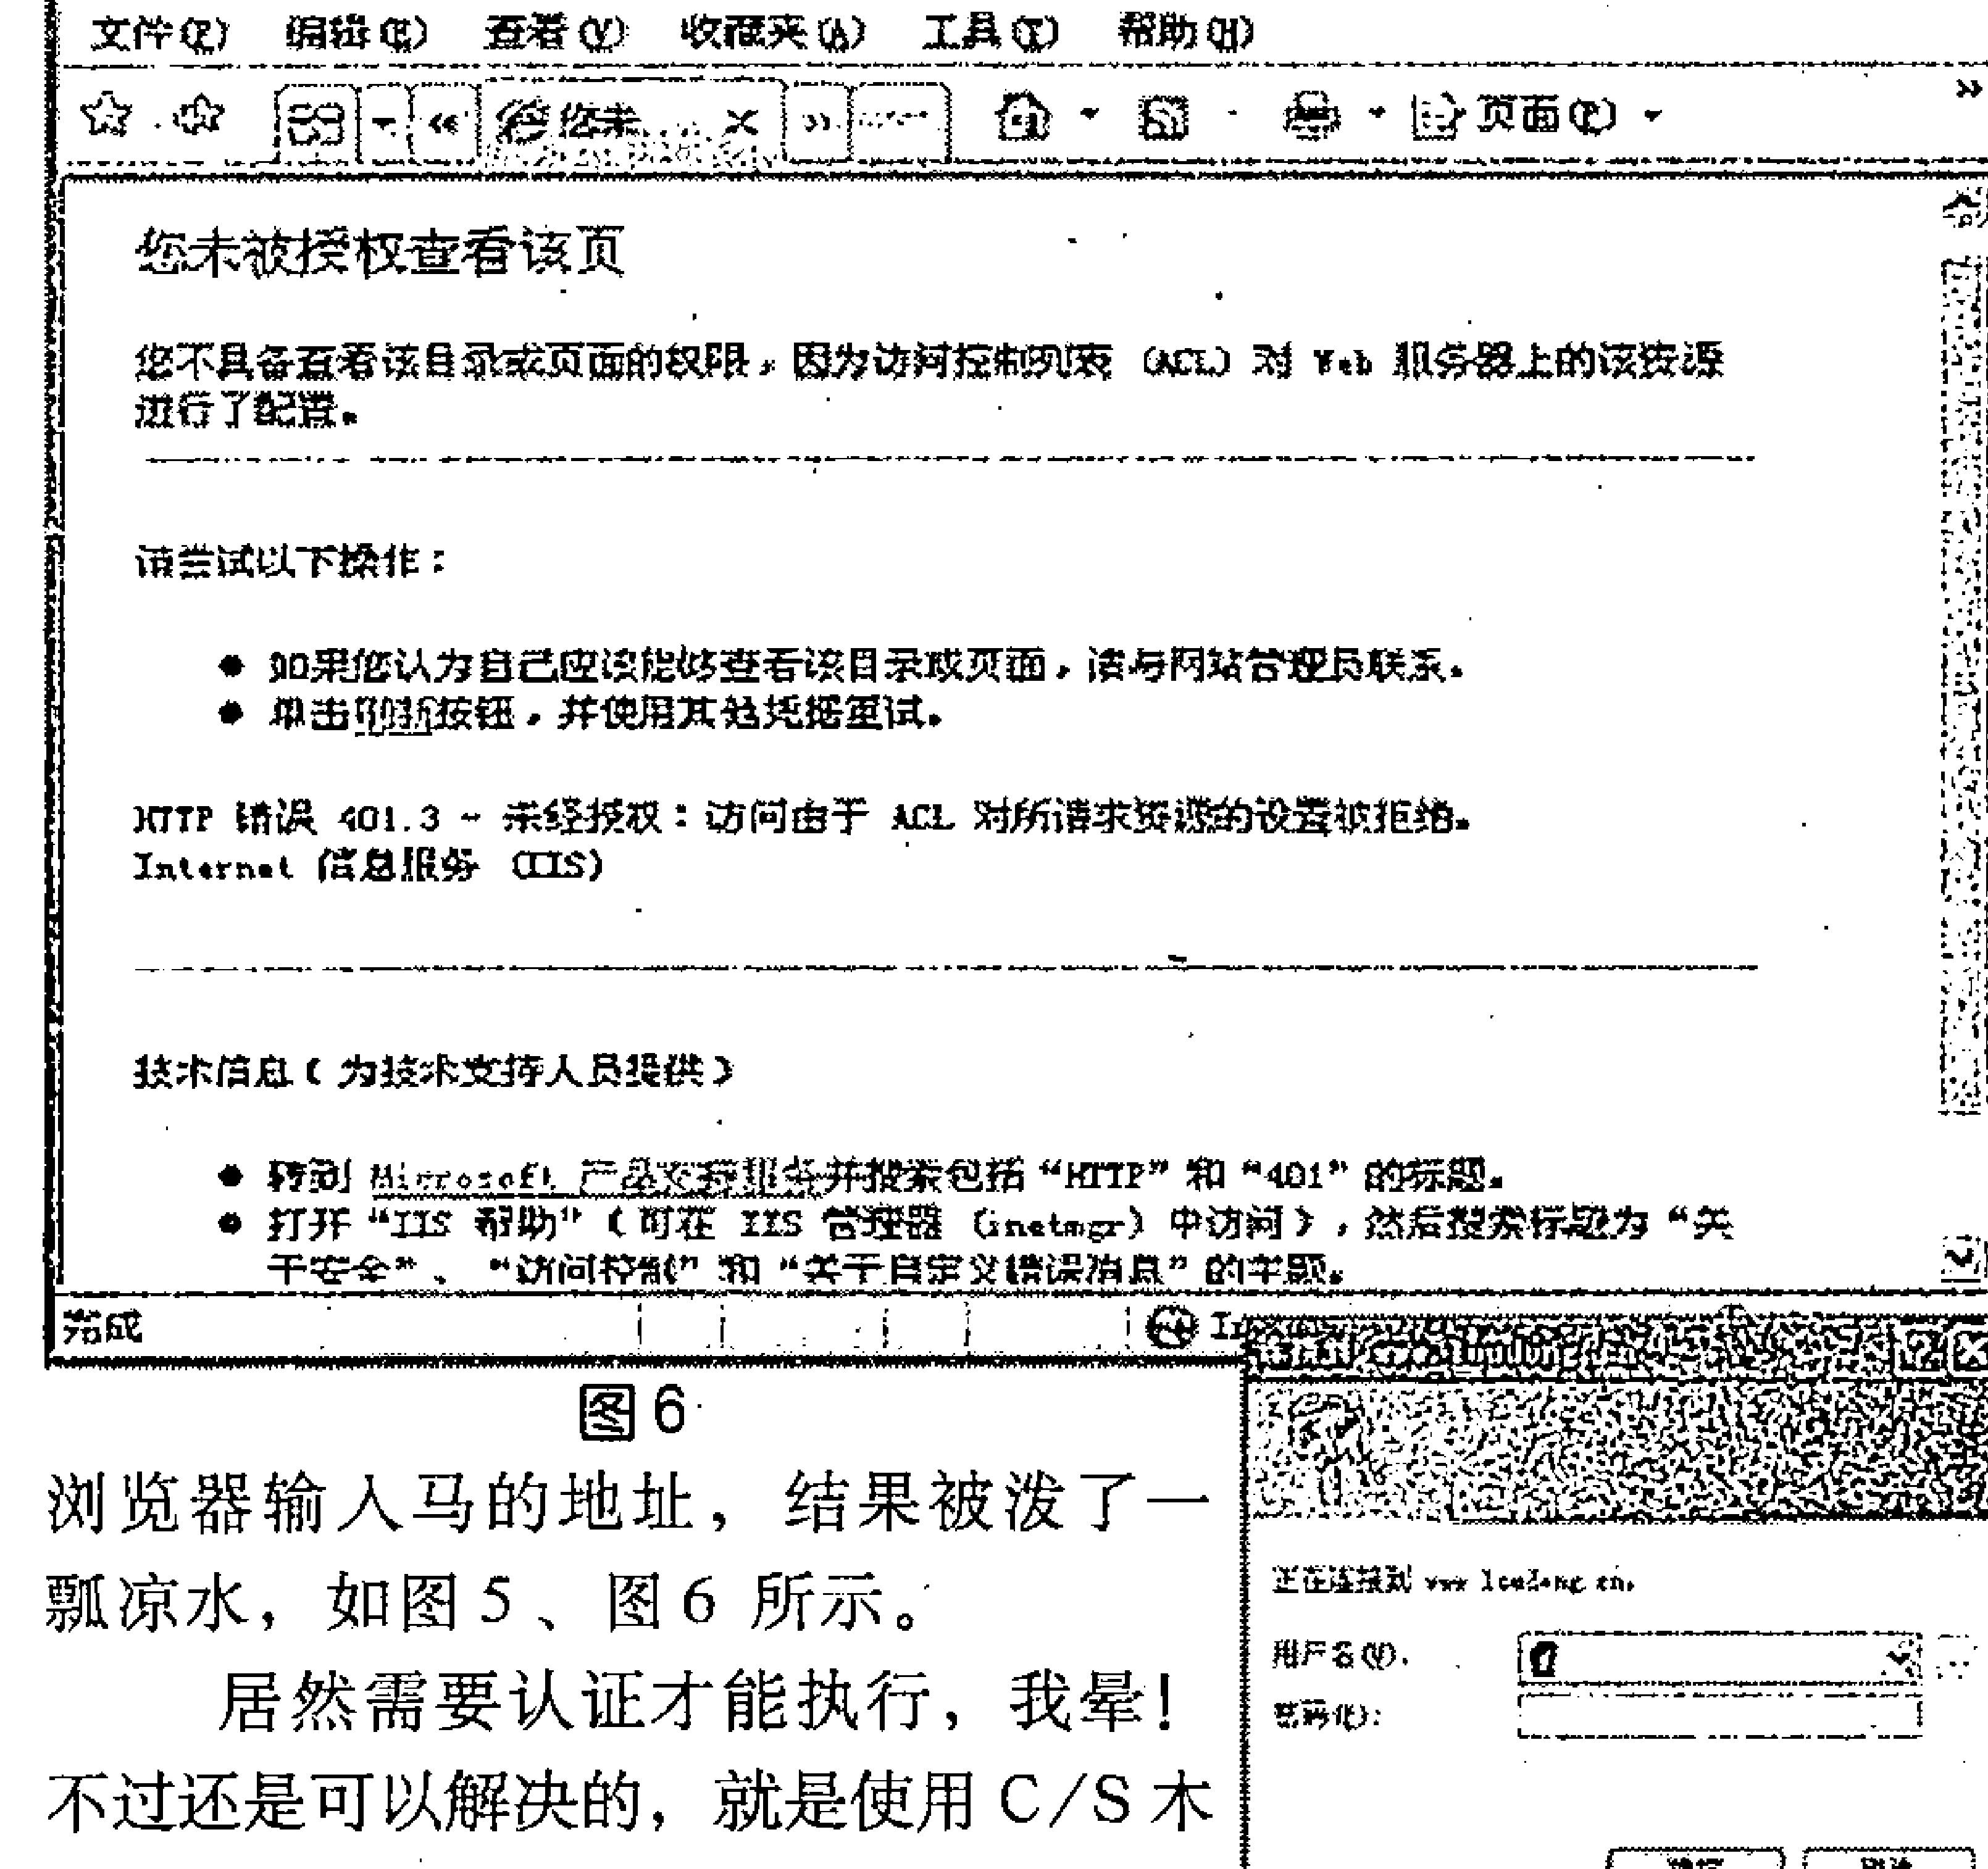 文件(F) 编辑(E) 查看(V) 收藏夹(A) 工具(T) 帮助(H)
« 您未 » 页面(P) »
您未被授权查看该页
您不具备查看该目录或页面的权限，因为访问控制列表 (ACL) 对 Web 服务器上的该资源
进行了配置。
请尝试以下操作：
● 如果您认为自己应该能够查看该目录或页面，请与网站管理员联系。
● 单击刷新按钮，并使用其他凭据重试。
HTTP 错误 401.3 - 未经授权：访问由于 ACL 对所请求资源的设置被拒绝。
Internet 信息服务 (IIS)
技术信息（为技术支持人员提供）
● 转到 Microsoft 产品支持服务并搜索包括“HTTP”和“401”的标题。
● 打开“IIS 帮助”（可在 IIS 管理器 (inetmgr) 中访问），然后搜索标题为“关
于安全”、“访问控制”和“关于自定义错误消息”的主题。
完成
图6
浏览器输入马的地址，结果被泼了一
瓢凉水，如图5、图6 所示。
居然需要认证才能执行，我晕！
不过还是可以解决的，就是使用 C/S 木
正在连接到
用户名(U):
密码(P):